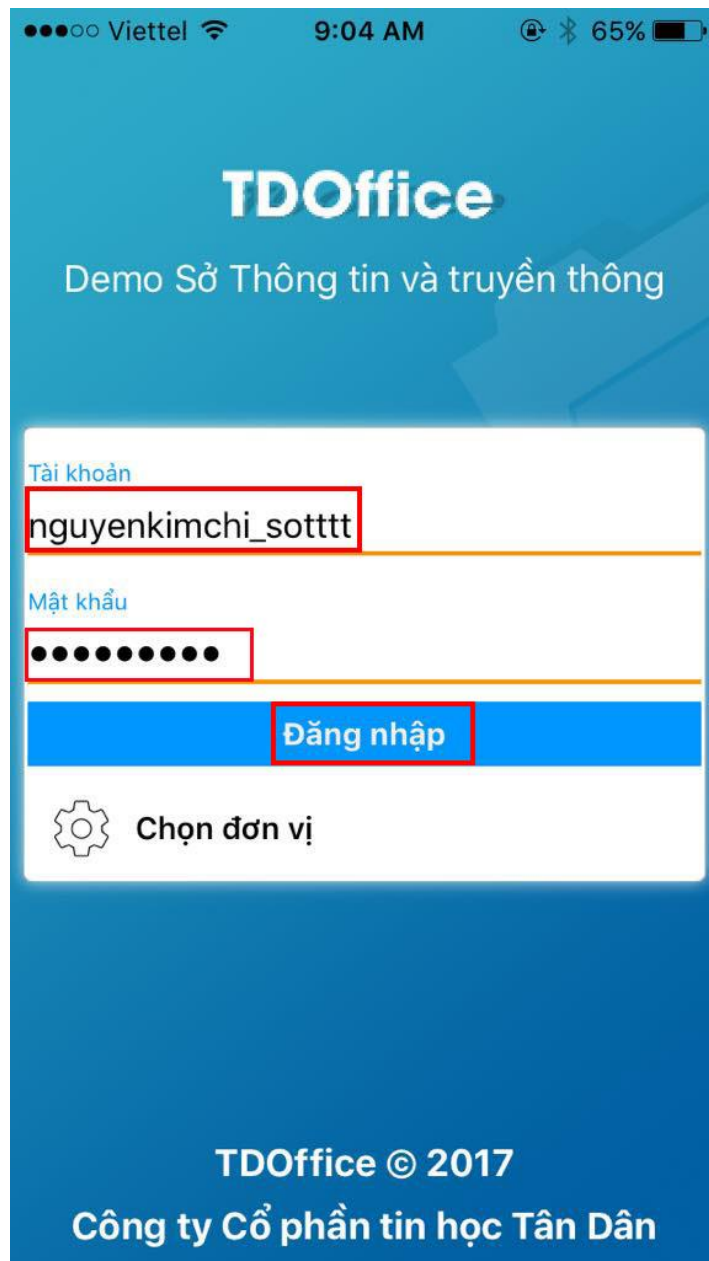 Viettel 9:04 AM 65%
TDOffice
Demo Sở Thông tin và truyền thông
Tài khoản
nguyenkimchi_sotttt
Mật khẩu
●●●●●●●●●
Đăng nhập
Chọn đơn vị
TDOffice © 2017
Công ty Cổ phần tin học Tân Dân